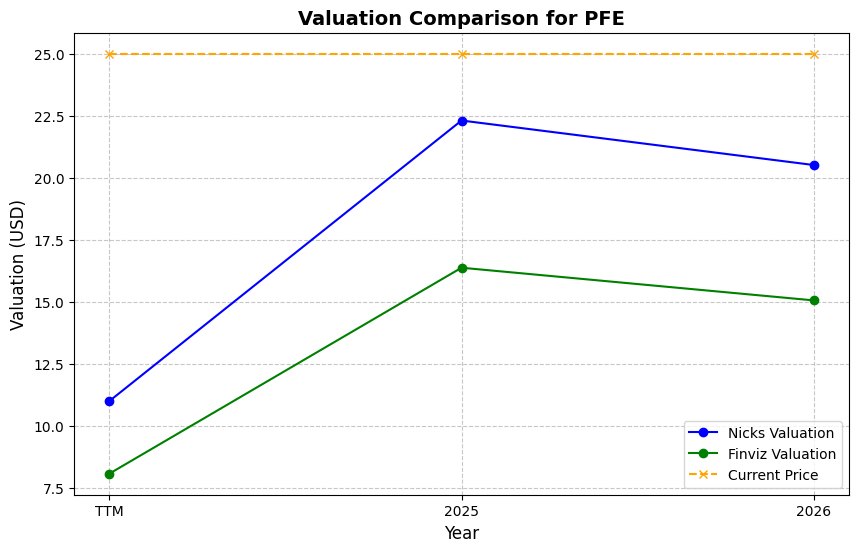 Valuation Comparison for PFE
Valuation (USD)
25.0
22.5
20.0
17.5
15.0
12.5
10.0
7.5
TTM
2025
2026
Year
Nicks Valuation
Finviz Valuation
Current Price